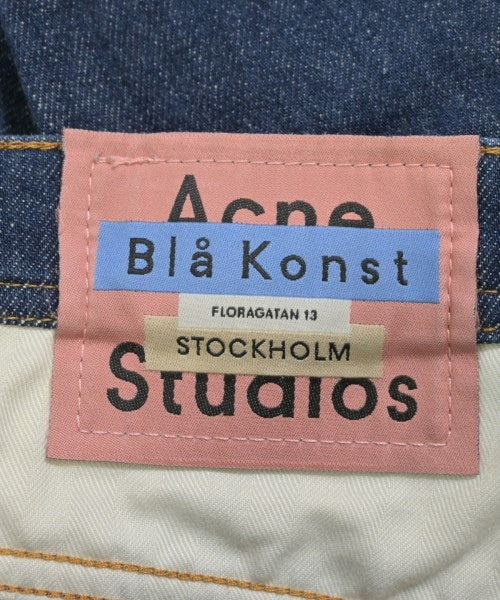 Acne
Blå Konst
FLORAGATAN 13
STOCKHOLM
Studios